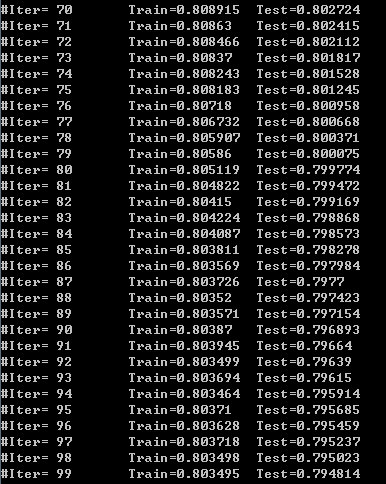 #Iter= 70 Train=0.808915 Test=0.802724
#Iter= 71 Train=0.80863 Test=0.802415
#Iter= 72 Train=0.808466 Test=0.802112
#Iter= 73 Train=0.80837 Test=0.801817
#Iter= 74 Train=0.808243 Test=0.801528
#Iter= 75 Train=0.808183 Test=0.801245
#Iter= 76 Train=0.80718 Test=0.800958
#Iter= 77 Train=0.806732 Test=0.800668
#Iter= 78 Train=0.805907 Test=0.800371
#Iter= 79 Train=0.80586 Test=0.800075
#Iter= 80 Train=0.805119 Test=0.799774
#Iter= 81 Train=0.804822 Test=0.799472
#Iter= 82 Train=0.80415 Test=0.799169
#Iter= 83 Train=0.804224 Test=0.798868
#Iter= 84 Train=0.804087 Test=0.798573
#Iter= 85 Train=0.803811 Test=0.798278
#Iter= 86 Train=0.803569 Test=0.797984
#Iter= 87 Train=0.803726 Test=0.7977
#Iter= 88 Train=0.80352 Test=0.797423
#Iter= 89 Train=0.803571 Test=0.797154
#Iter= 90 Train=0.80387 Test=0.796893
#Iter= 91 Train=0.803945 Test=0.79664
#Iter= 92 Train=0.803499 Test=0.79639
#Iter= 93 Train=0.803694 Test=0.79615
#Iter= 94 Train=0.803464 Test=0.795914
#Iter= 95 Train=0.80371 Test=0.795685
#Iter= 96 Train=0.803628 Test=0.795459
#Iter= 97 Train=0.803718 Test=0.795237
#Iter= 98 Train=0.803498 Test=0.795023
#Iter= 99 Train=0.803495 Test=0.794814